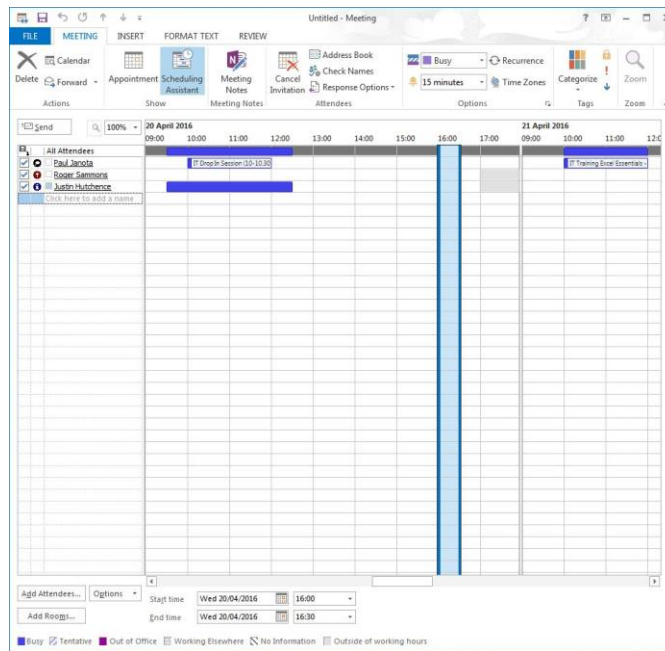 Untitled - Meeting
FILE MEETING INSERT FORMAT TEXT REVIEW
Delete
Calendar
Forward
Actions
Appointment
Scheduling Assistant
Show
Meeting Notes
Meeting Notes
Cancel Invitation
Address Book
Check Names
Response Options
Attendees
Busy
15 minutes
Recurrence
Time Zones
Options
Categorize
Tags
Zoom
Zoom
Send 100%
20 April 2016 21 April 2016
09:00 10:00 11:00 12:00 13:00 14:00 15:00 16:00 17:00 09:00 10:00 11:00 12:0
All Attendees
Paul Janota IT Drop In Session (10-10.30 IT Training Excel Essentials -
Roger Sammons
Justin Hutchence
Click here to add a name
Add Attendees... Options Start time Wed 20/04/2016 16:00
Add Rooms... End time Wed 20/04/2016 16:30
Busy Tentative Out of Office Working Elsewhere No Information Outside of working hours